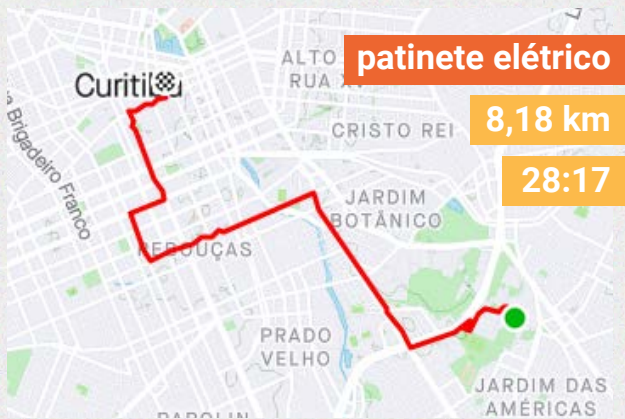 ALTO
RUA XV
patinete elétrico
Curitiba
8,18 km
CRISTO REI
28:17
Brigadeiro Franco
JARDIM
BOTÂNICO
REBOUÇAS
PRADO
VELHO
JARDIM DAS
AMÉRICAS
PAROLIN